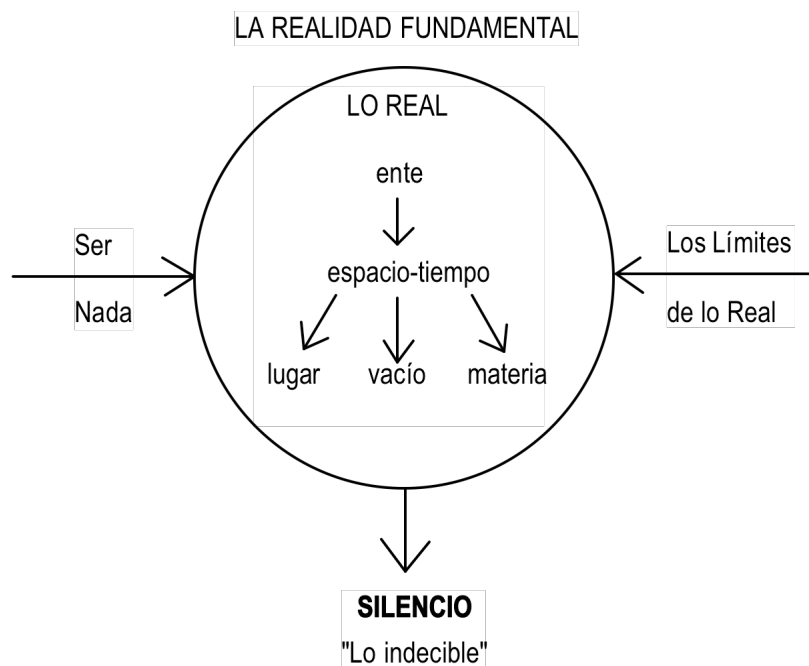 LA REALIDAD FUNDAMENTAL
LO REAL
ente
espacio-tiempo
lugar vacío materia
Ser
Nada
Los Límites
de lo Real
SILENCIO
"Lo indecible"